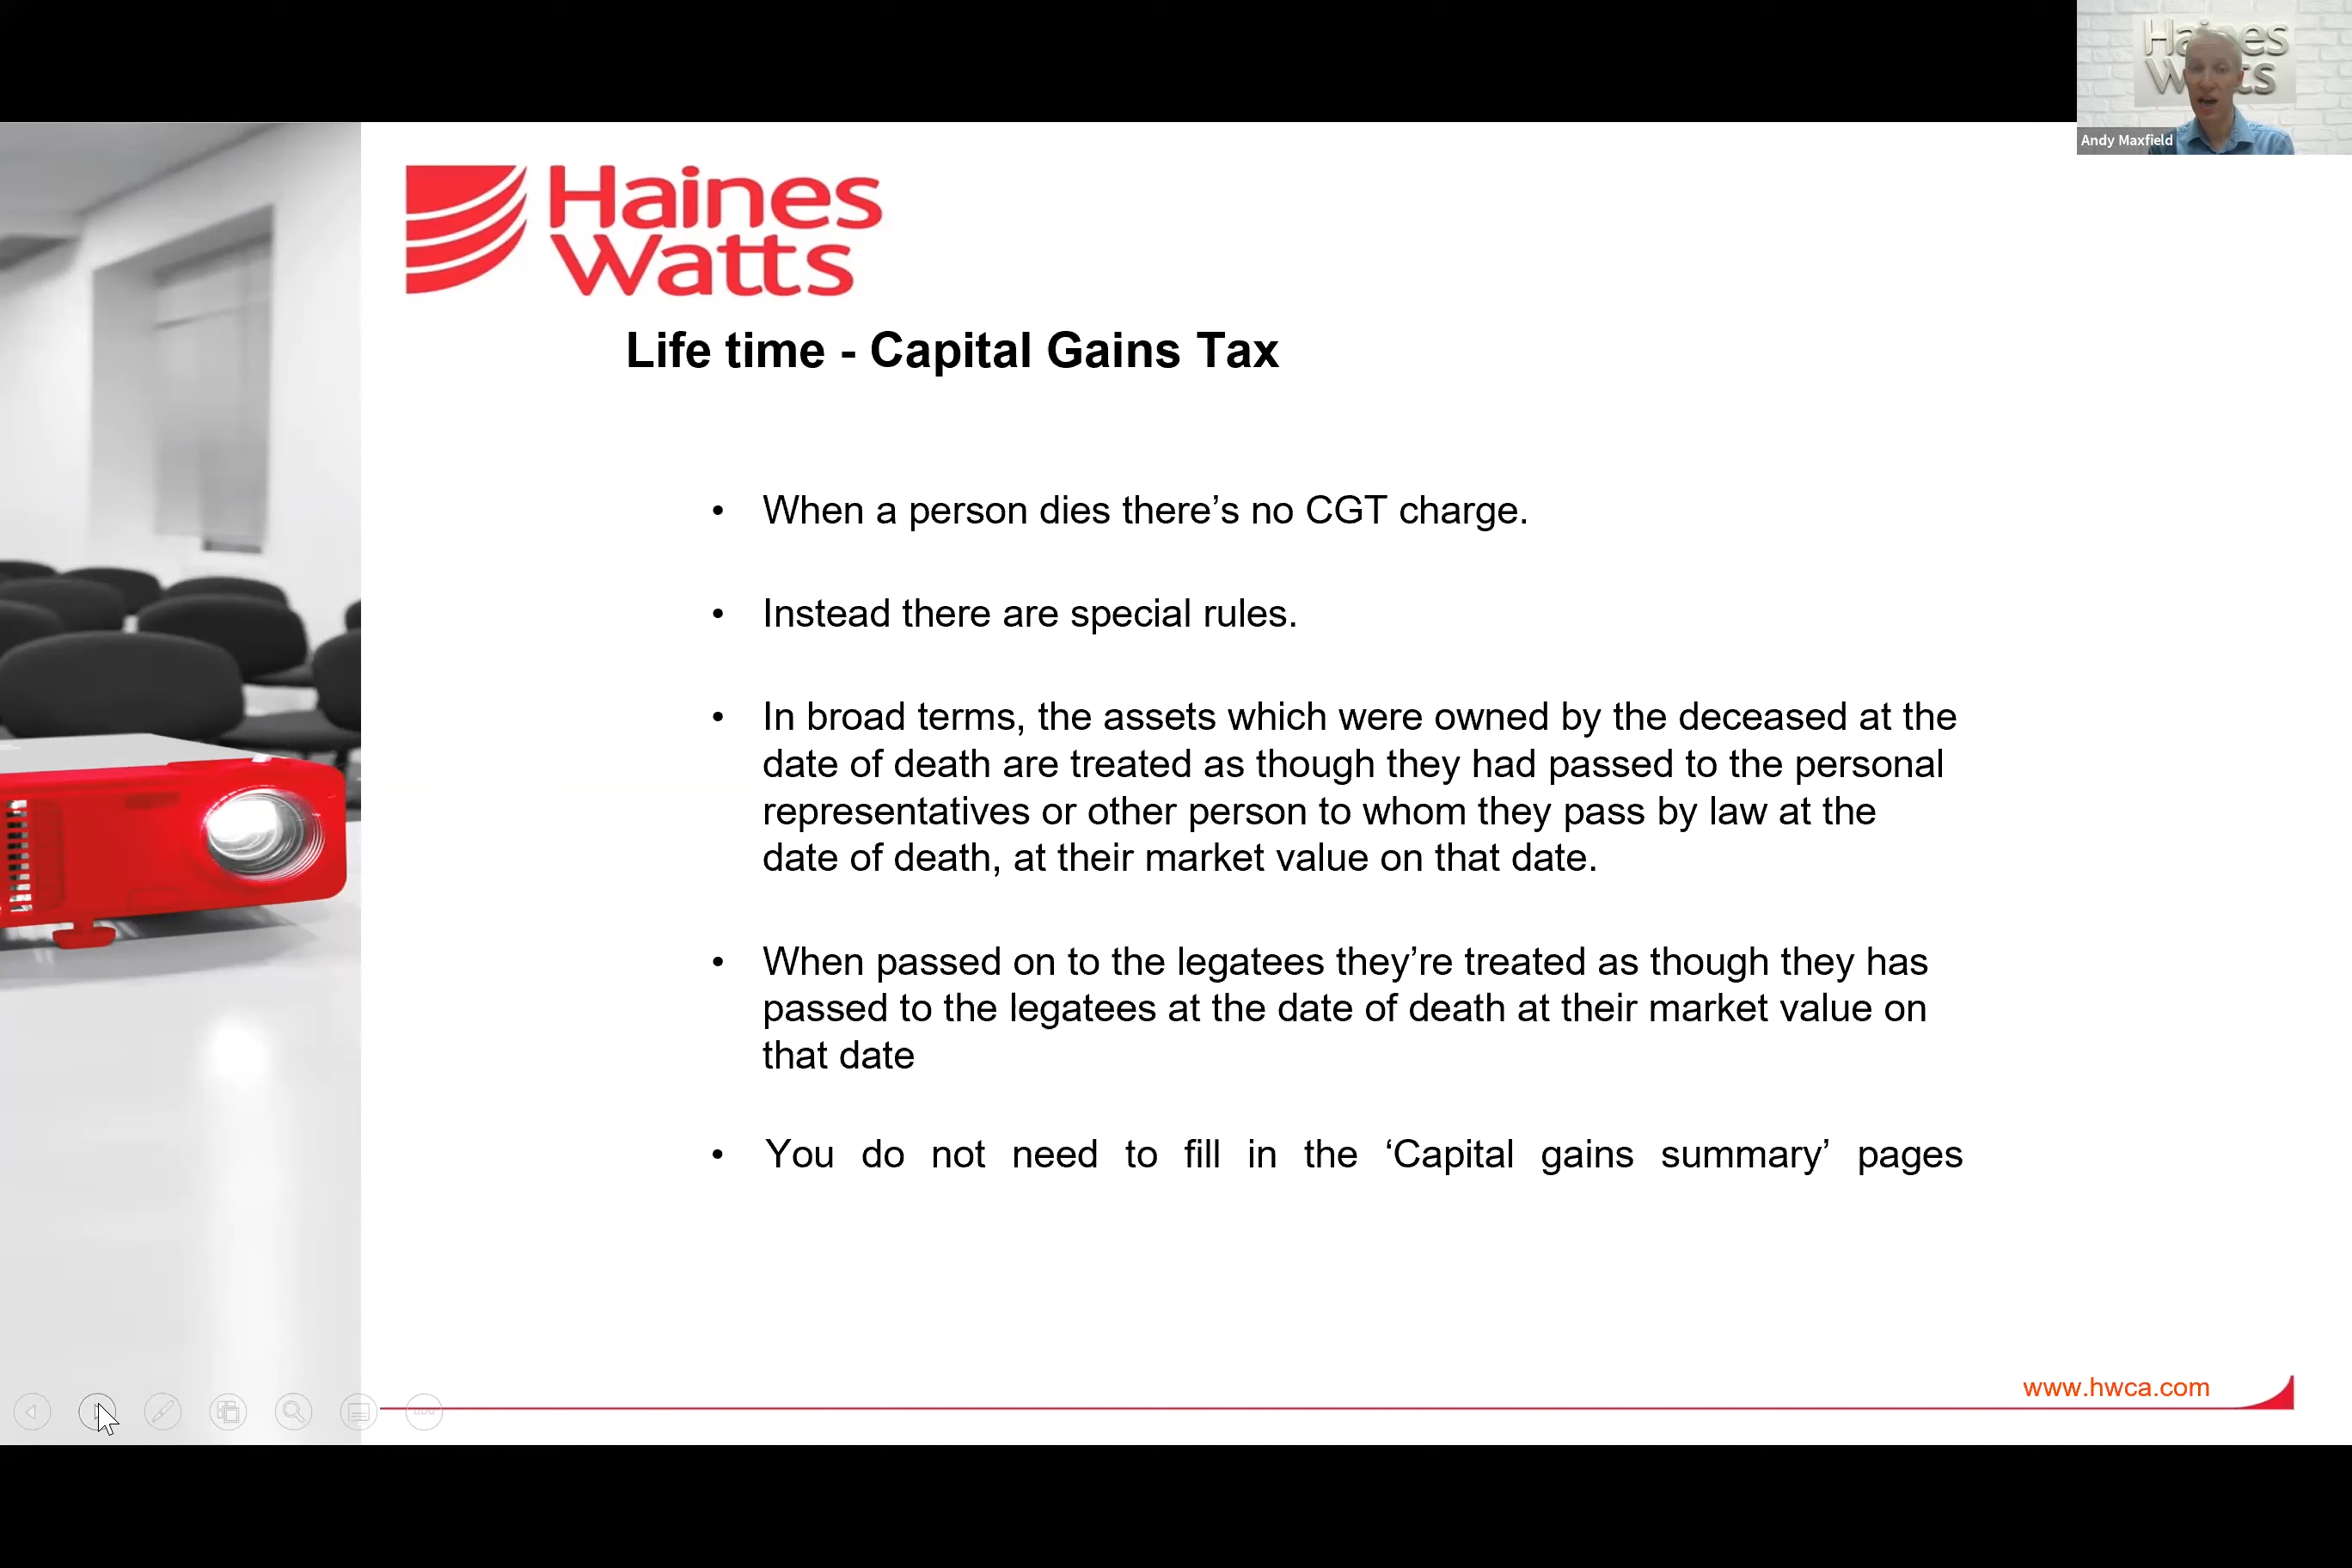 Haines
Watts
Andy Maxfield
Haines
Watts
Life time - Capital Gains Tax
• When a person dies there’s no CGT charge.
• Instead there are special rules.
• In broad terms, the assets which were owned by the deceased at the
date of death are treated as though they had passed to the personal
representatives or other person to whom they pass by law at the
date of death, at their market value on that date.
• When passed on to the legatees they’re treated as though they has
passed to the legatees at the date of death at their market value on
that date
• You do not need to fill in the ‘Capital gains summary’ pages
www.hwca.com